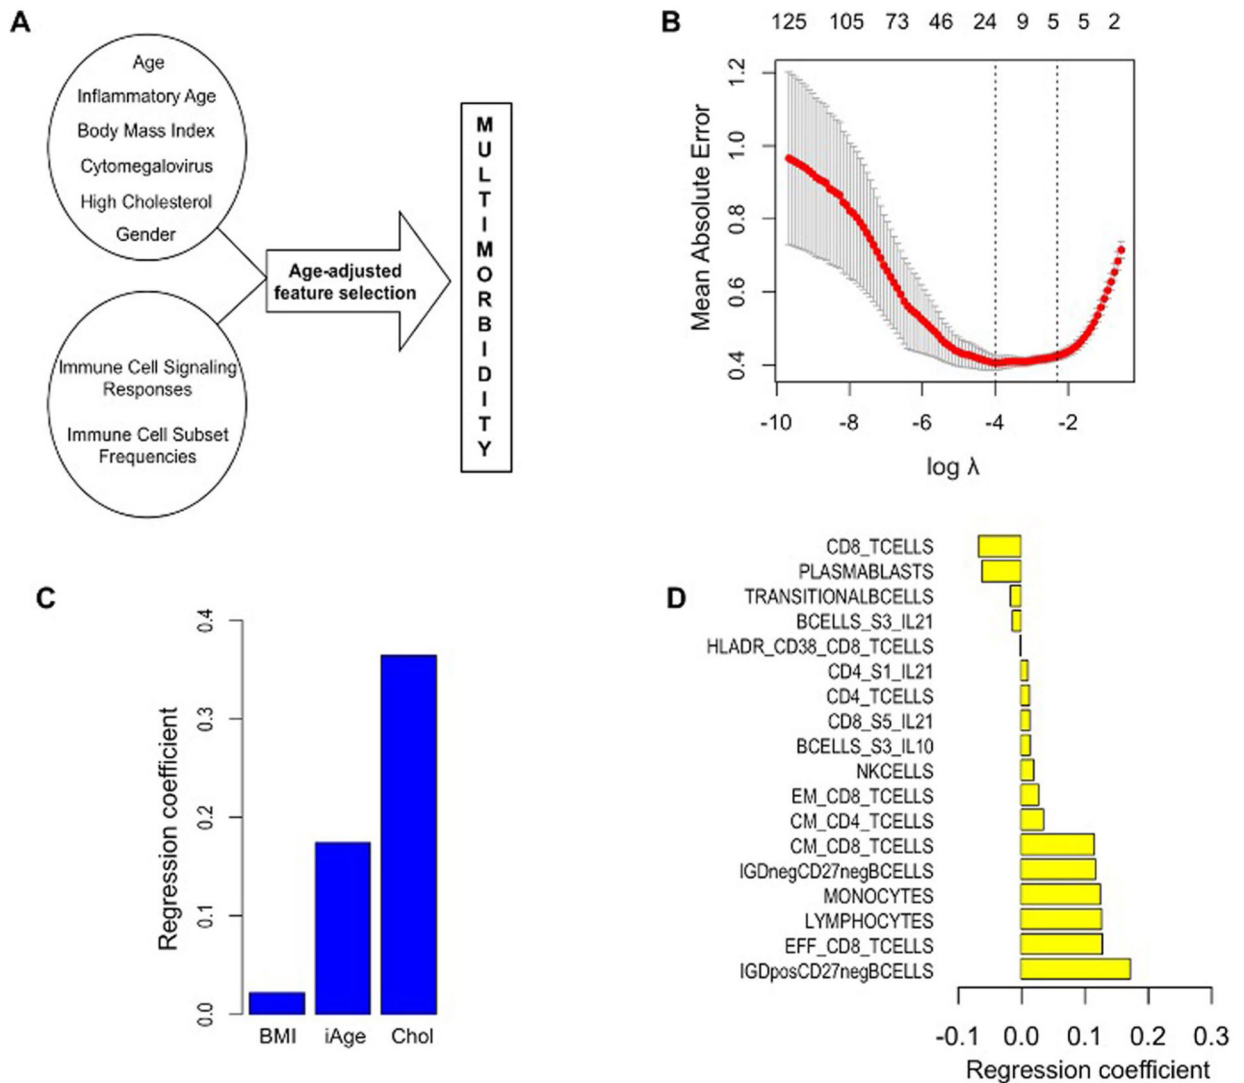 A
Age
Inflammatory Age
Body Mass Index
Cytomegalovirus
High Cholesterol
Gender
Immune Cell Signaling
Responses
Immune Cell Subset
Frequencies
Age-adjusted
feature selection
M
U
L
T
I
M
O
R
B
I
D
I
T
Y
B
125 105 73 46 24 9 5 5 2
Mean Absolute Error
1.2
1.0
0.8
0.6
0.4
-10 -8 -6 -4 -2
log λ
C
Regression coefficient
0.4
0.3
0.2
0.1
0.0
BMI iAge Chol
D
CD8_TCELLS
PLASMABLASTS
TRANSITIONALBCELLS
BCELLS_S3_IL21
HLADR_CD38_CD8_TCELLS
CD4_S1_IL21
CD4_TCELLS
CD8_S5_IL21
BCELLS_S3_IL10
NKCELLS
EM_CD8_TCELLS
CM_CD4_TCELLS
CM_CD8_TCELLS
IGDnegCD27negBCELLS
MONOCYTES
LYMPHOCYTES
EFF_CD8_TCELLS
IGDposCD27negBCELLS
-0.1 0.0 0.1 0.2 0.3
Regression coefficient